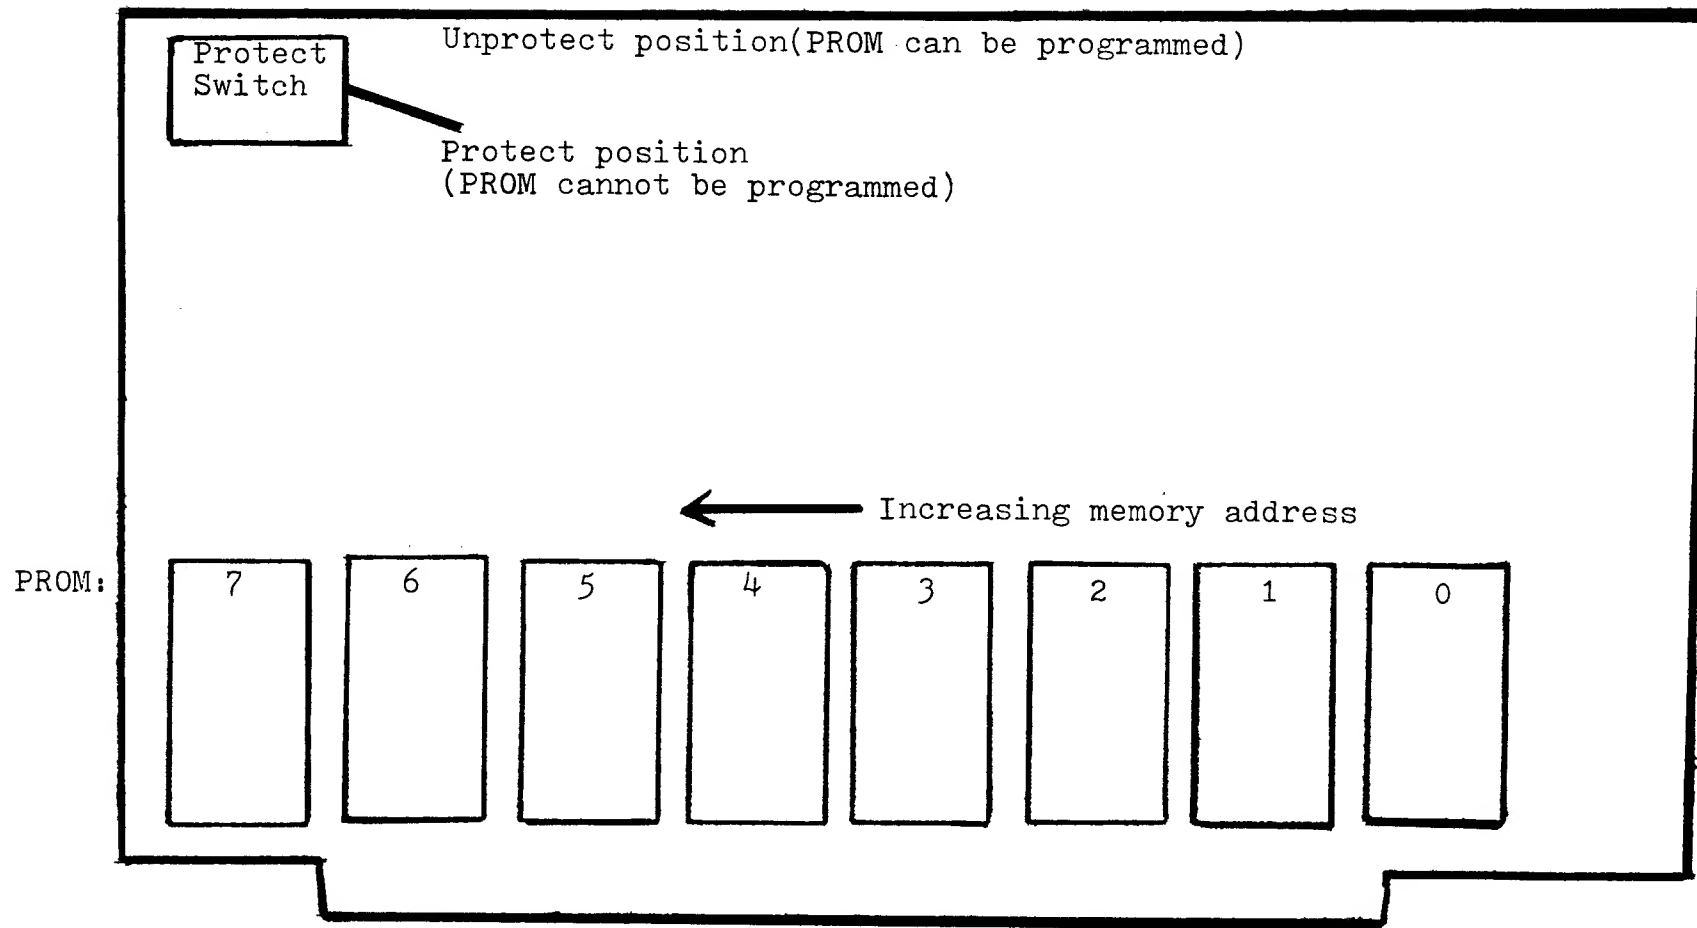 Protect
Switch
Unprotect position(PROM can be programmed)
Protect position
(PROM cannot be programmed)
Increasing memory address
PROM: 7 6 5 4 3 2 1 0